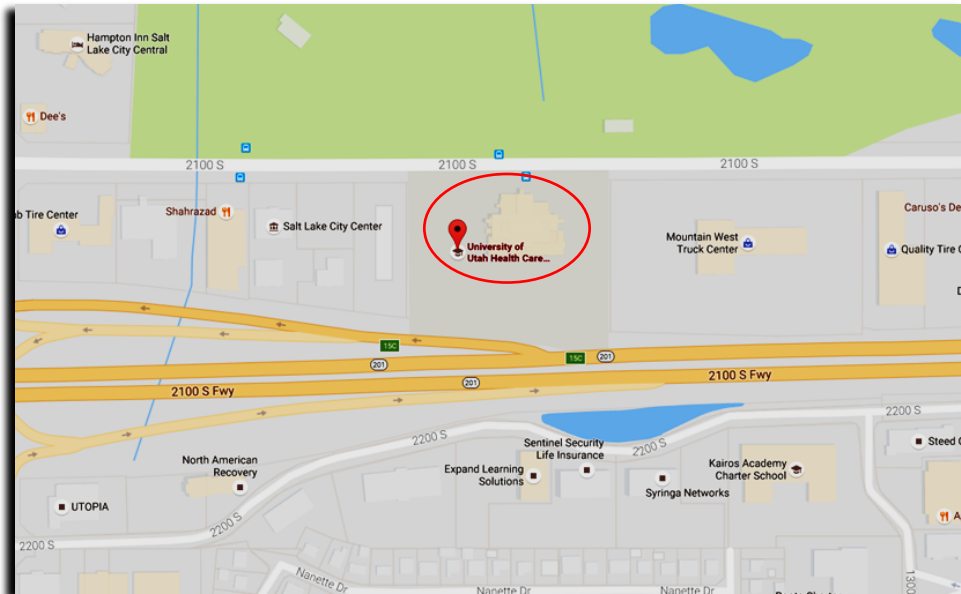 Hampton Inn Salt
Lake City Central
Dee's
2100 S
2100 S
2100 S
b Tire Center
Shahrazad
Salt Lake City Center
University of
Utah Health Care...
Mountain West
Truck Center
Caruso's De
Quality Tire C
D
15C
15C
201
201
201
2100 S Fwy
2100 S Fwy
2200 S
2200 S
2200 S
2200 S
2200 S
North American
Recovery
UTOPIA
Expand Learning
Solutions
Sentinel Security
Life Insurance
Syringa Networks
Kairos Academy
Charter School
Steed C
A
Nanette Dr
Nanette Dr
Nanette Dr
1300